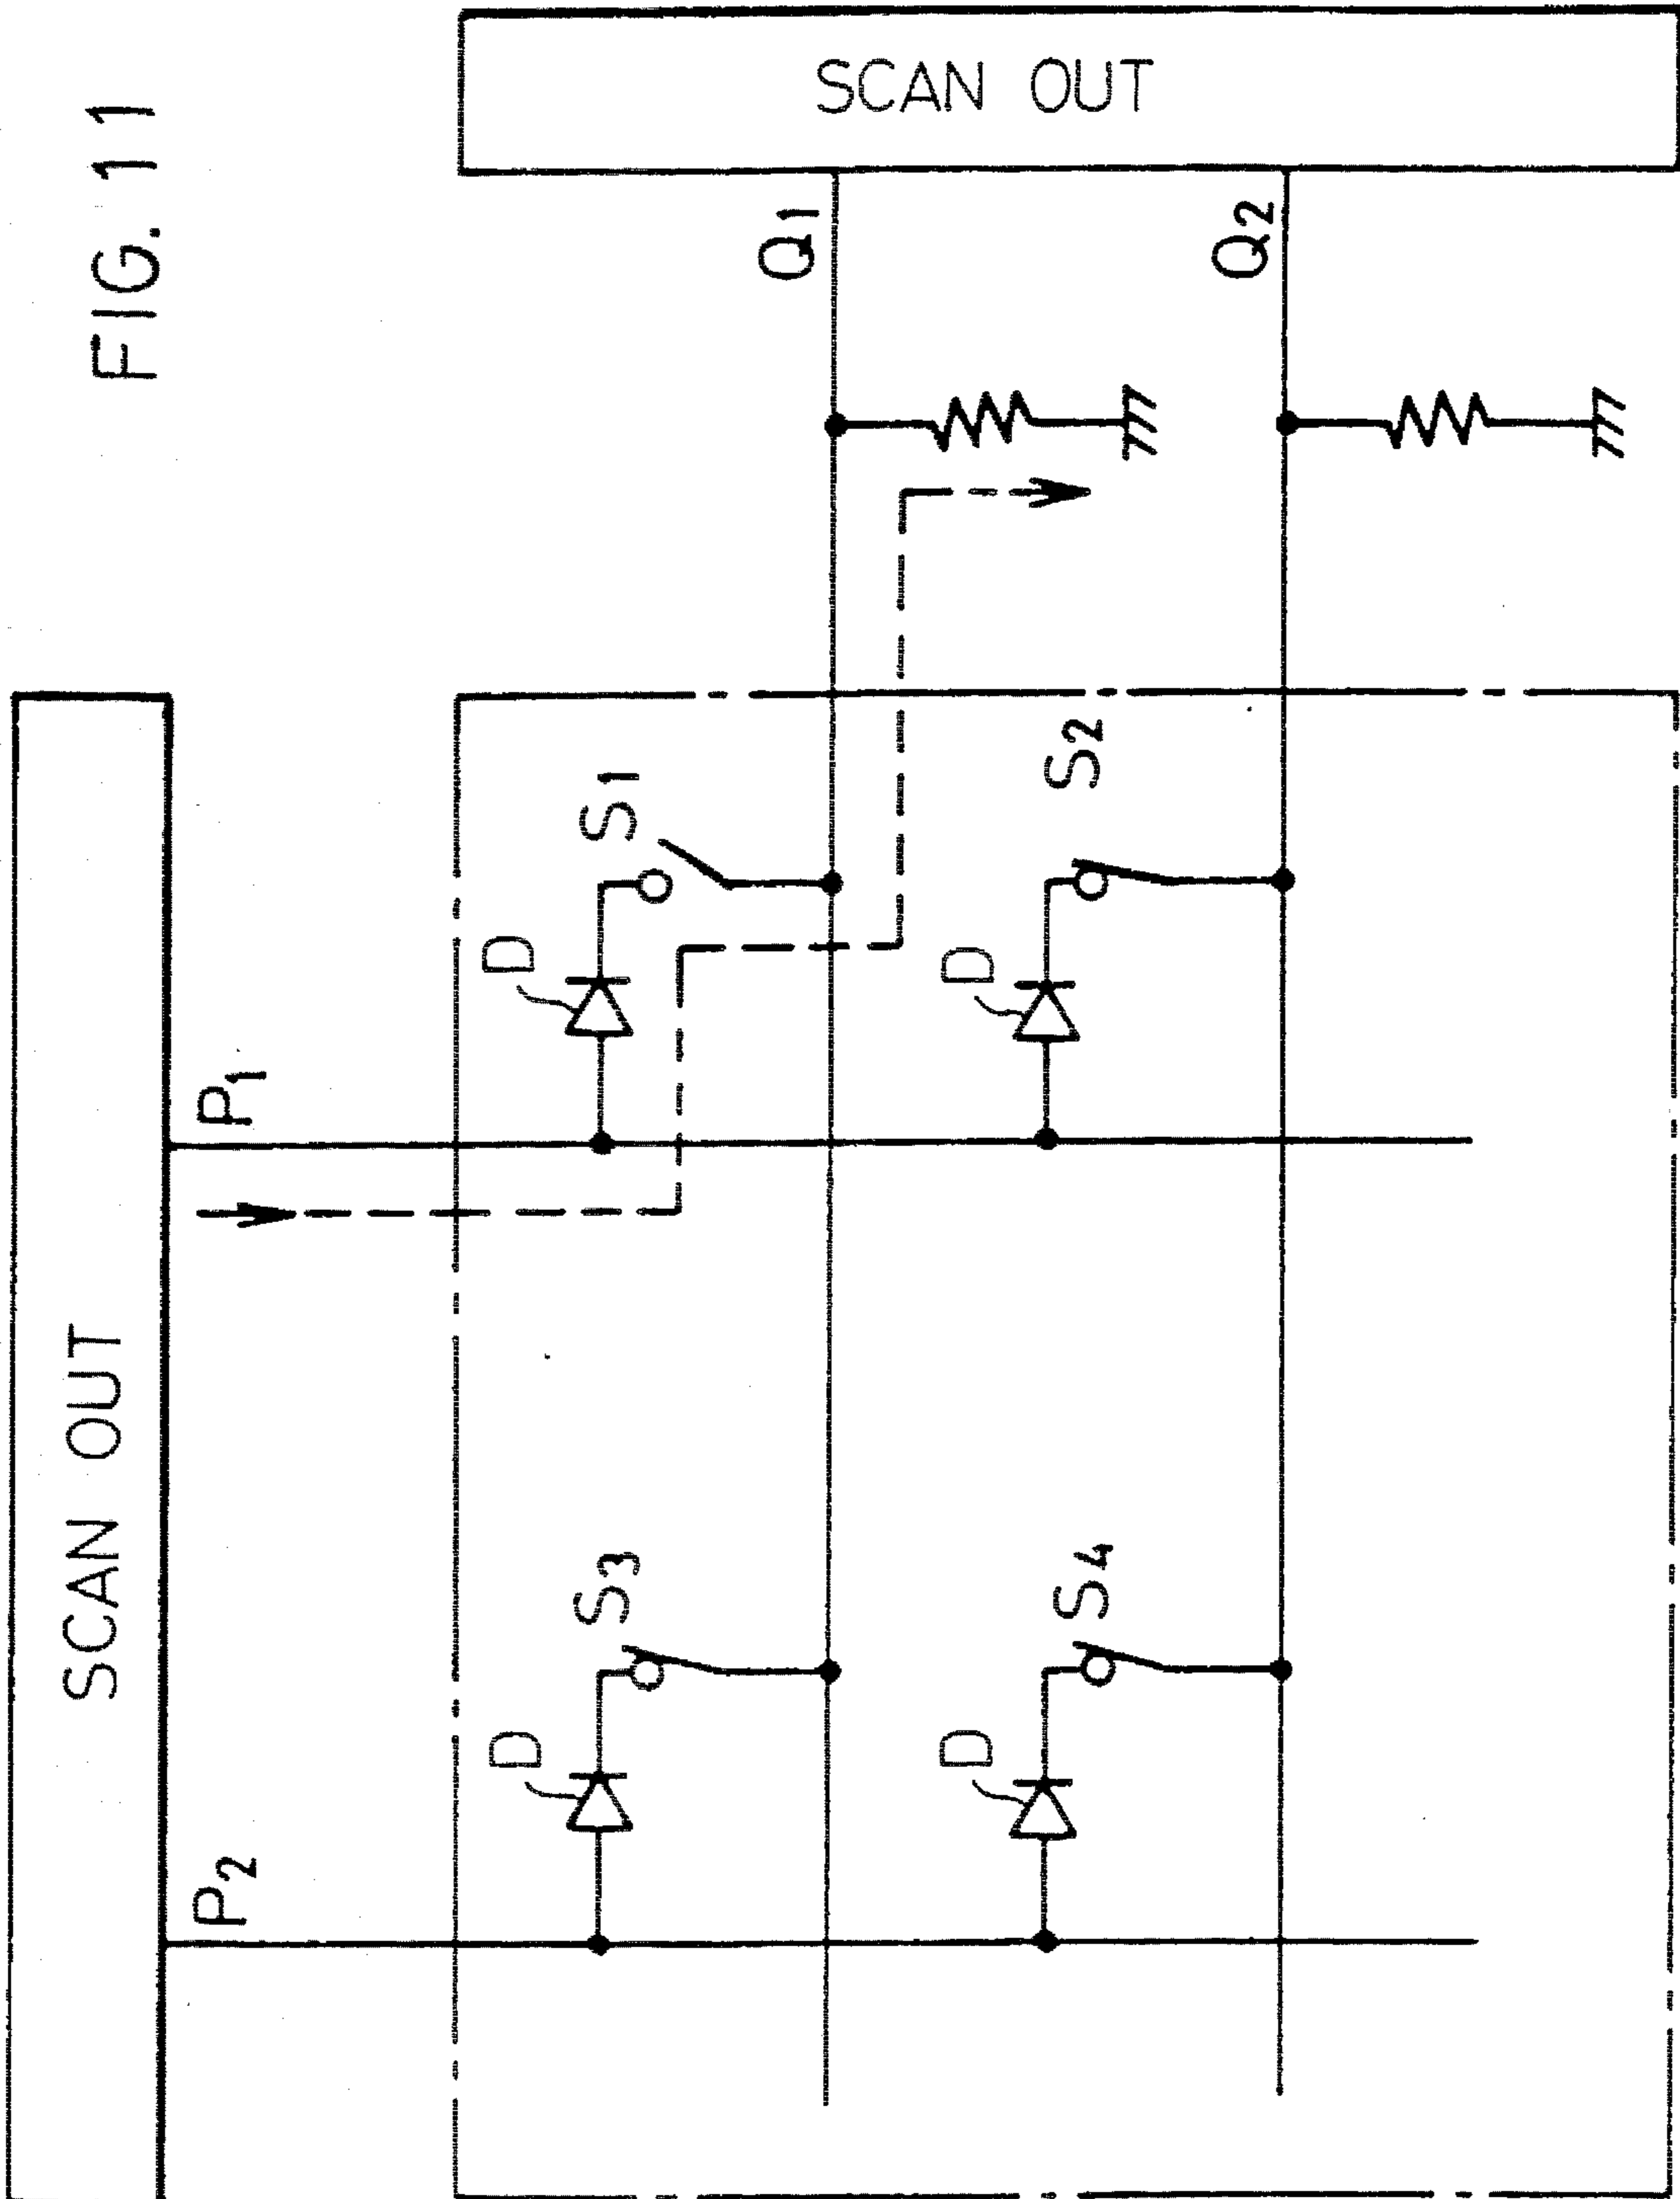 FIG. 11
SCAN OUT
SCAN OUT
Q1
Q2
P1
P2
D
S1
D
S2
D
S3
D
S4